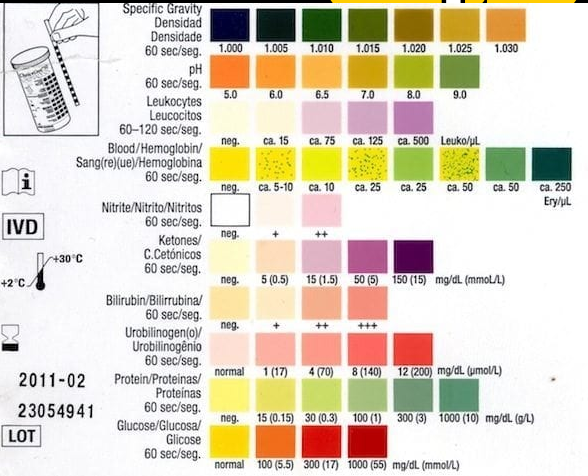 Specific Gravity
Densidad
Densidade
60 sec/seg.
1.000 1.005 1.010 1.015 1.020 1.025 1.030
pH
60 sec/seg.
5.0 6.0 6.5 7.0 8.0 9.0
Leukocytes
Leucocitos
60–120 sec/seg.
neg. ca. 15 ca. 75 ca. 125 ca. 500 Leuko/µL
Blood/Hemoglobin/
Sang(re)(ue)/Hemoglobina
60 sec/seg.
neg. ca. 5-10 ca. 10 ca. 25 ca. 25 ca. 50 ca. 50 ca. 250
Ery/µL
Nitrite/Nitrito/Nitritos
60 sec/seg.
neg. + ++
Ketones/
C.Cetónicos
60 sec/seg.
neg. 5 (0.5) 15 (1.5) 50 (5) 150 (15) mg/dL (mmoL/L)
Bilirubin/Bilirrubina/
60 sec/seg.
neg. + ++ +++
Urobilinogen(o)/
Urobilinogênio
60 sec/seg.
normal 1 (17) 4 (70) 8 (140) 12 (200) mg/dL (µmol/L)
Protein/Proteinas/
Proteínas
60 sec/seg.
neg. 15 (0.15) 30 (0.3) 100 (1) 300 (3) 1000 (10) mg/dL (g/L)
Glucose/Glucosa/
Glicose
60 sec/seg.
normal 100 (5.5) 300 (17) 1000 (55) mg/dL (mmol/L)
i
IVD
+30°C
+2°C
2011-02
23054941
LOT